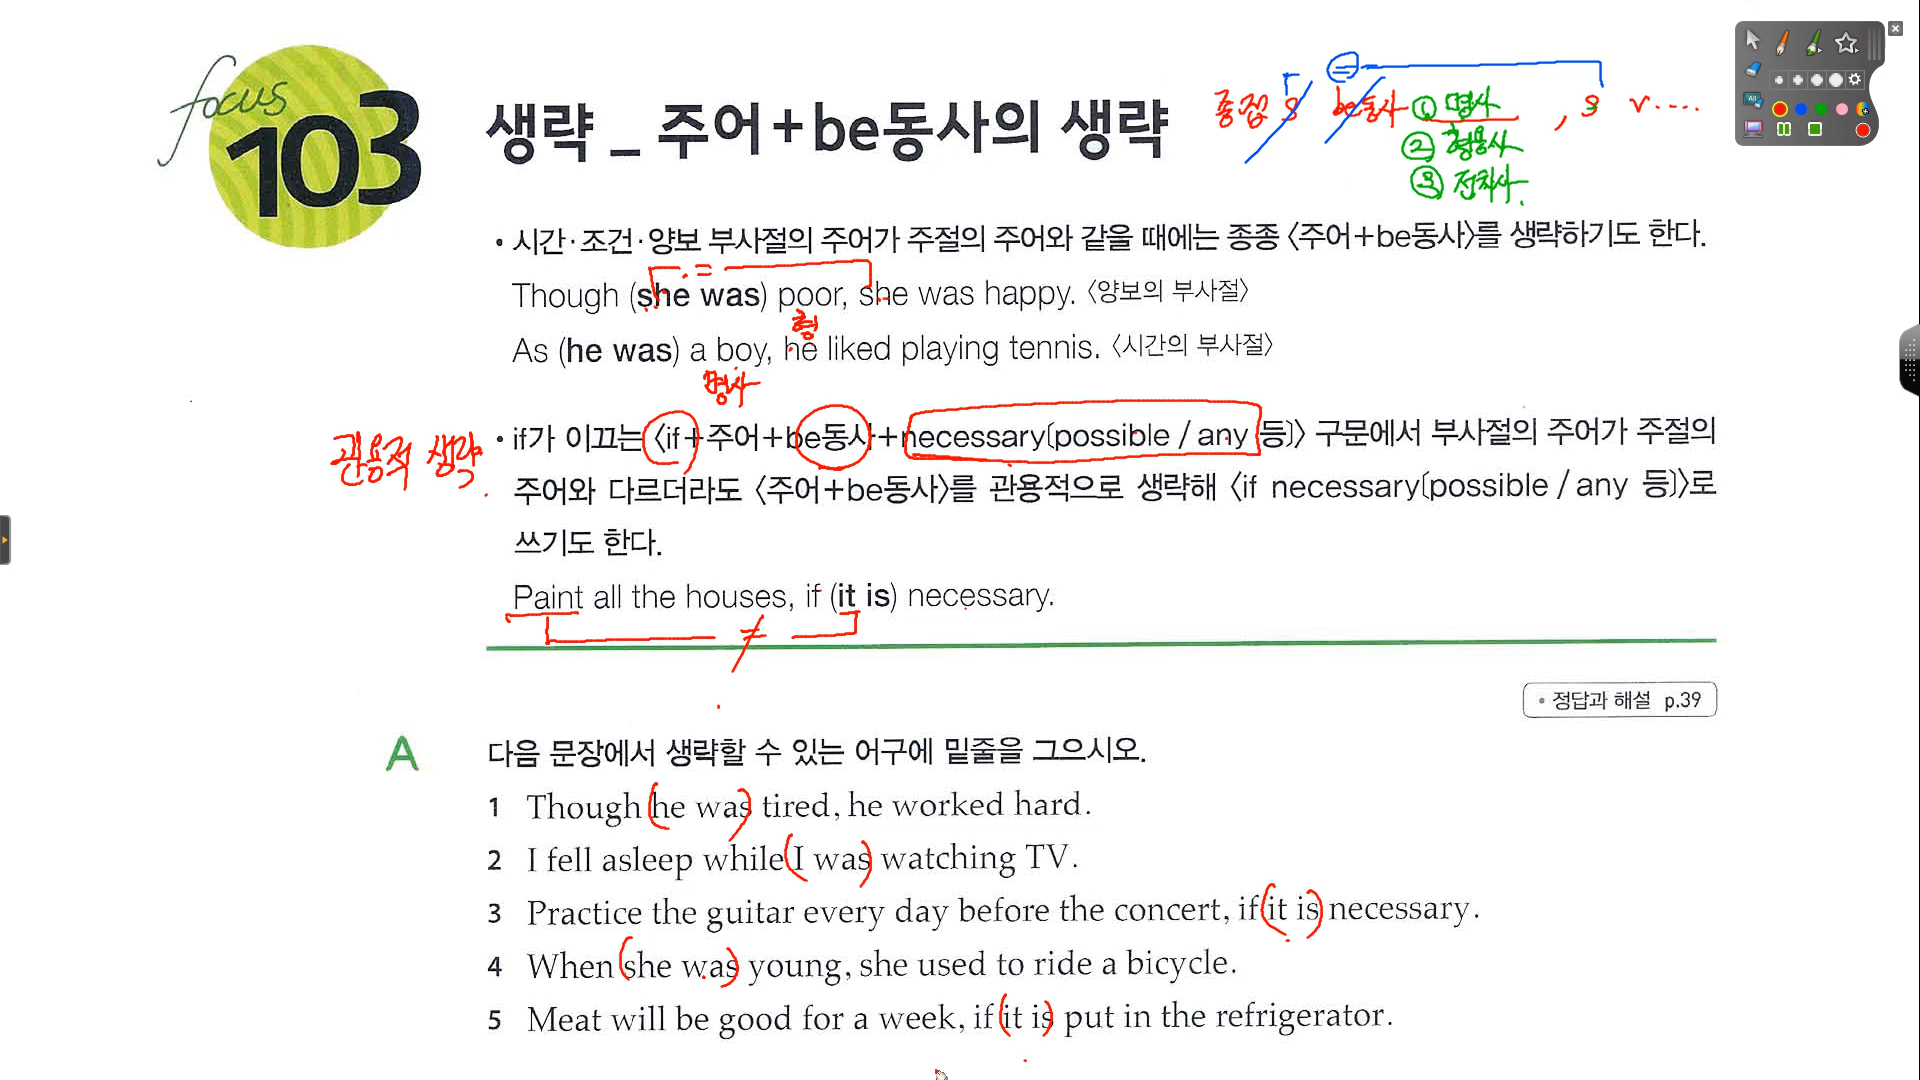 focus
103
생략 _ 주어+be동사의 생략
종접 S be동사 ① 명사 , S v ....
② 형용사
③ 전치사.
• 시간·조건·양보 부사절의 주어가 주절의 주어와 같을 때에는 종종 〈주어+be동사〉를 생략하기도 한다.
=
Though (she was) poor, she was happy. 〈양보의 부사절〉
형
As (he was) a boy, he liked playing tennis. 〈시간의 부사절〉
명사
관용적 생략.
• if가 이끄는 〈if+주어+be동사+necessary(possible / any 등)〉 구문에서 부사절의 주어가 주절의
주어와 다르더라도 〈주어+be동사〉를 관용적으로 생략해 〈if necessary(possible / any 등)〉로
쓰기도 한다.
Paint all the houses, if (it is) necessary.
≠
• 정답과 해설 p.39
A 다음 문장에서 생략할 수 있는 어구에 밑줄을 그으시오.
1 Though (he was) tired, he worked hard.
2 I fell asleep while (I was) watching TV.
3 Practice the guitar every day before the concert, if (it is) necessary.
4 When (she was) young, she used to ride a bicycle.
5 Meat will be good for a week, if (it is) put in the refrigerator.